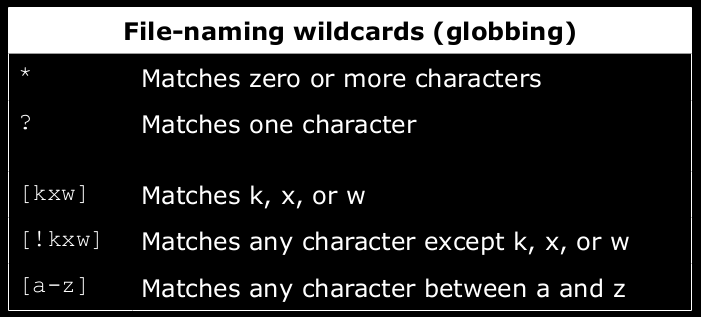 File-naming wildcards (globbing)
* Matches zero or more characters
? Matches one character
[kxw] Matches k, x, or w
[!kxw] Matches any character except k, x, or w
[a-z] Matches any character between a and z